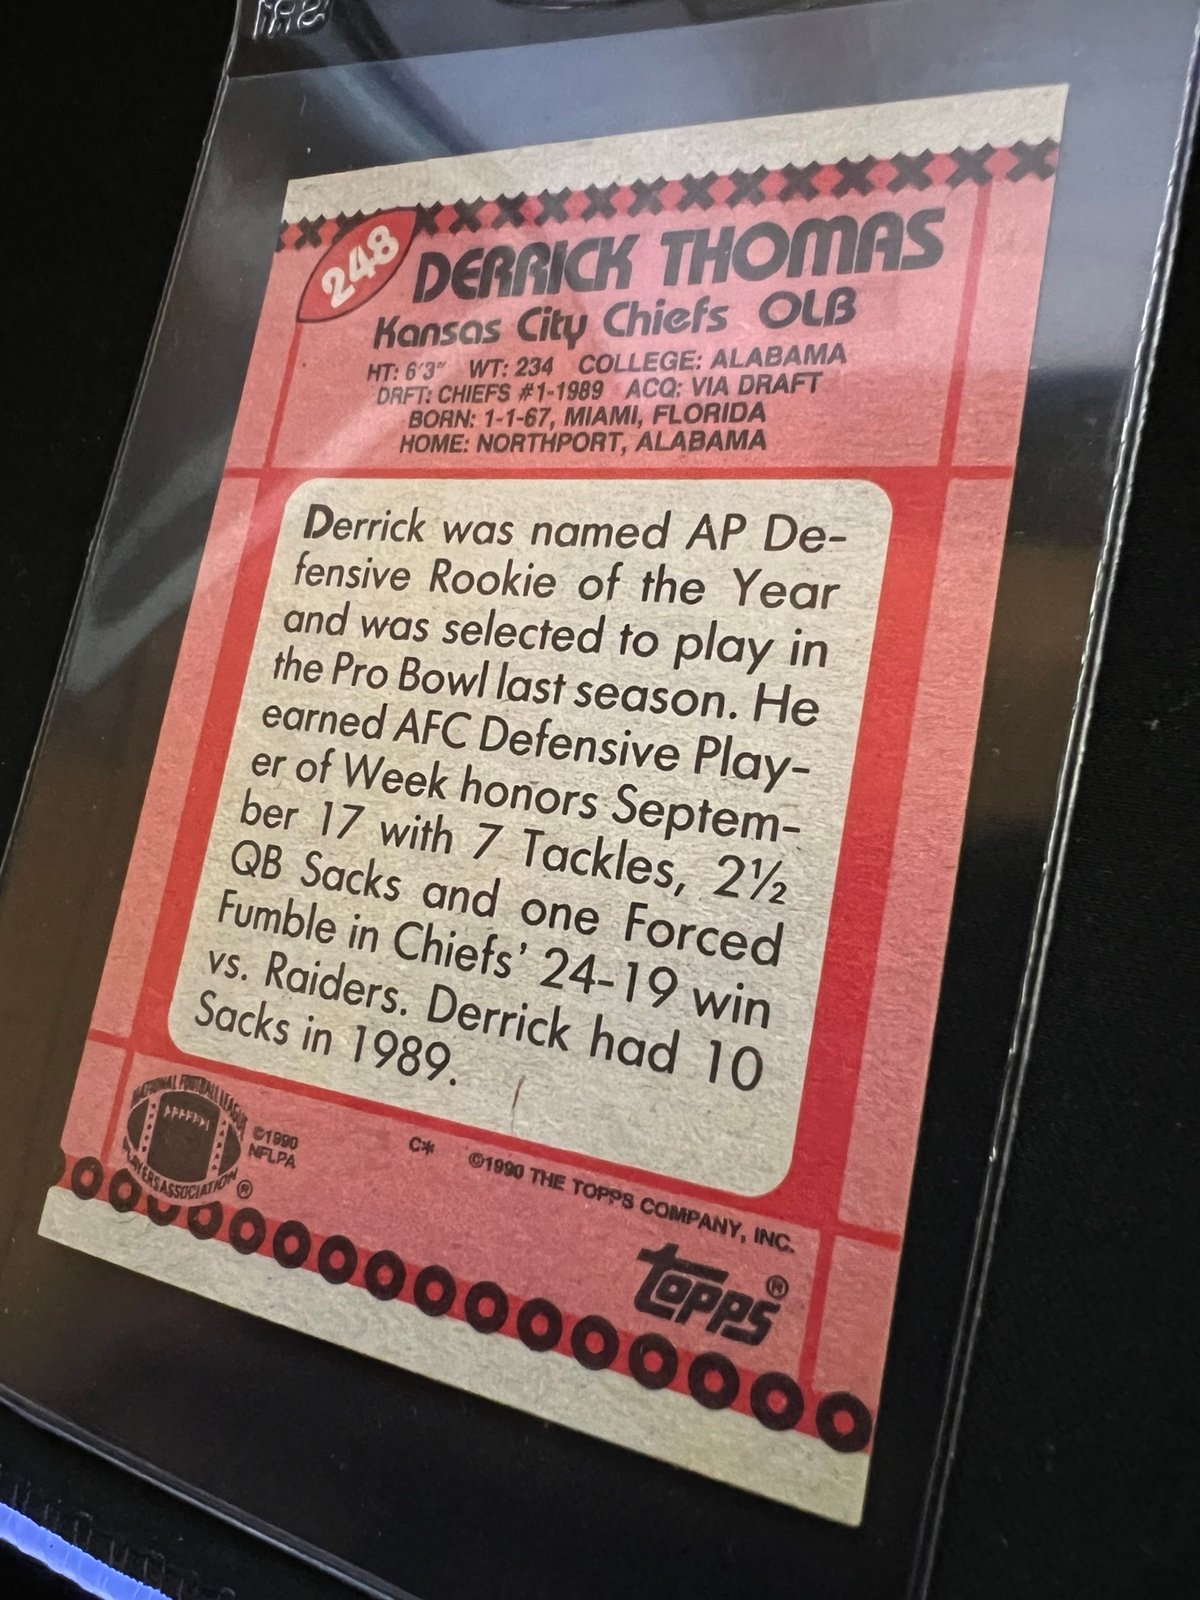 248
DERRICK THOMAS
Kansas City Chiefs OLB
HT: 6'3" WT: 234 COLLEGE: ALABAMA
DRFT: CHIEFS #1-1989 ACQ: VIA DRAFT
BORN: 1-1-67, MIAMI, FLORIDA
HOME: NORTHPORT, ALABAMA
Derrick was named AP De-
fensive Rookie of the Year
and was selected to play in
the Pro Bowl last season. He
earned AFC Defensive Play-
er of Week honors Septem-
ber 17 with 7 Tackles, 2½
QB Sacks and one Forced
Fumble in Chiefs' 24-19 win
vs. Raiders. Derrick had 10
Sacks in 1989.
NATIONAL FOOTBALL LEAGUE
PLAYERS ASSOCIATION ®
©1990
NFLPA
C* ©1990 THE TOPPS COMPANY, INC.
topps®